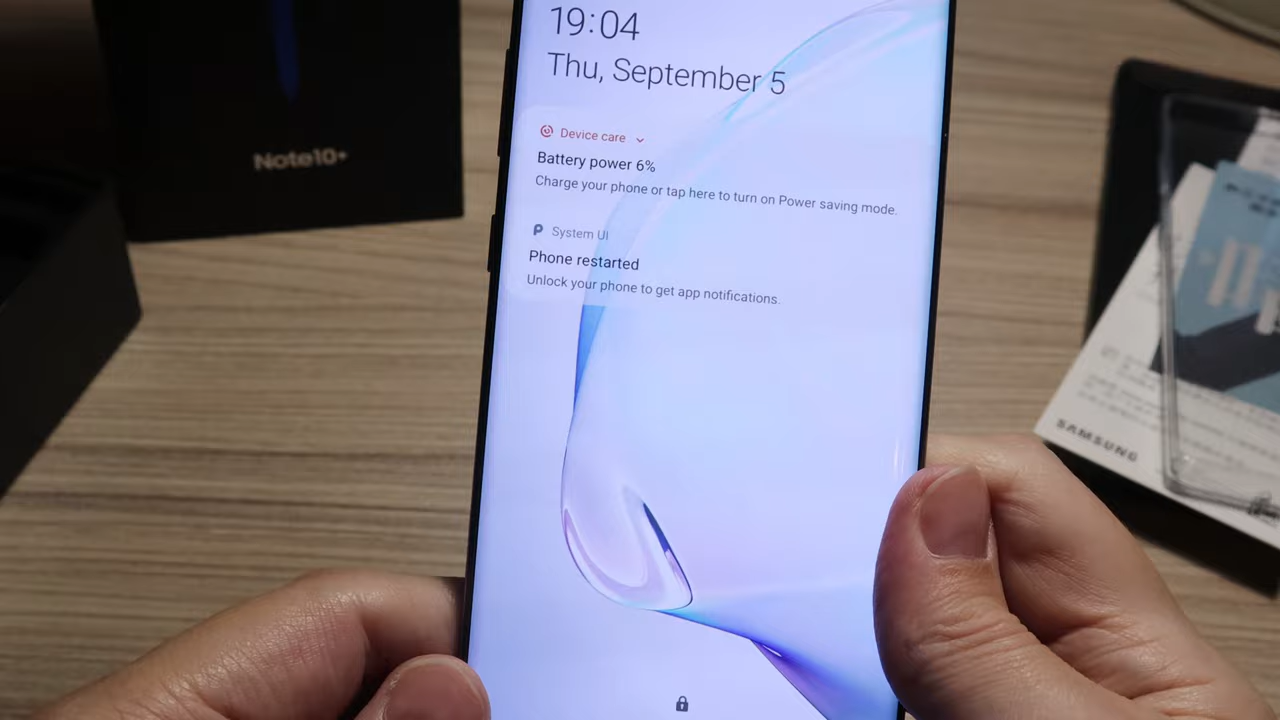 19:04
Thu, September 5
Device care
Battery power 6%
Charge your phone or tap here to turn on Power saving mode.
System UI
Phone restarted
Unlock your phone to get app notifications.
Note10+
SAMSUNG